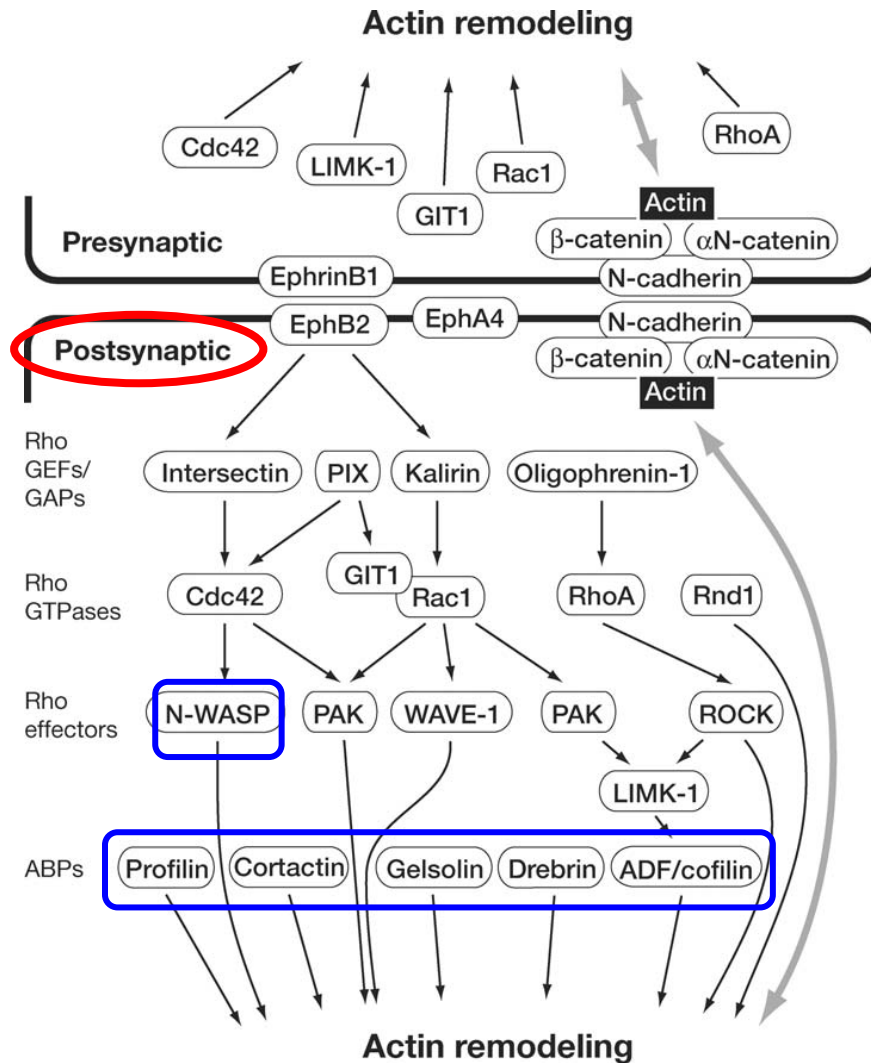 Actin remodeling
Cdc42
LIMK-1
GIT1
Rac1
RhoA
Actin
β-catenin
αN-catenin
N-cadherin
Presynaptic
EphrinB1
EphB2
EphA4
N-cadherin
Postsynaptic
β-catenin
αN-catenin
Actin
Rho
GEFs/
GAPs
Intersectin
PIX
Kalirin
Oligophrenin-1
Rho
GTPases
Cdc42
GIT1
Rac1
RhoA
Rnd1
Rho
effectors
N-WASP
PAK
WAVE-1
PAK
ROCK
LIMK-1
ABPs
Profilin
Cortactin
Gelsolin
Drebrin
ADF/cofilin
Actin remodeling